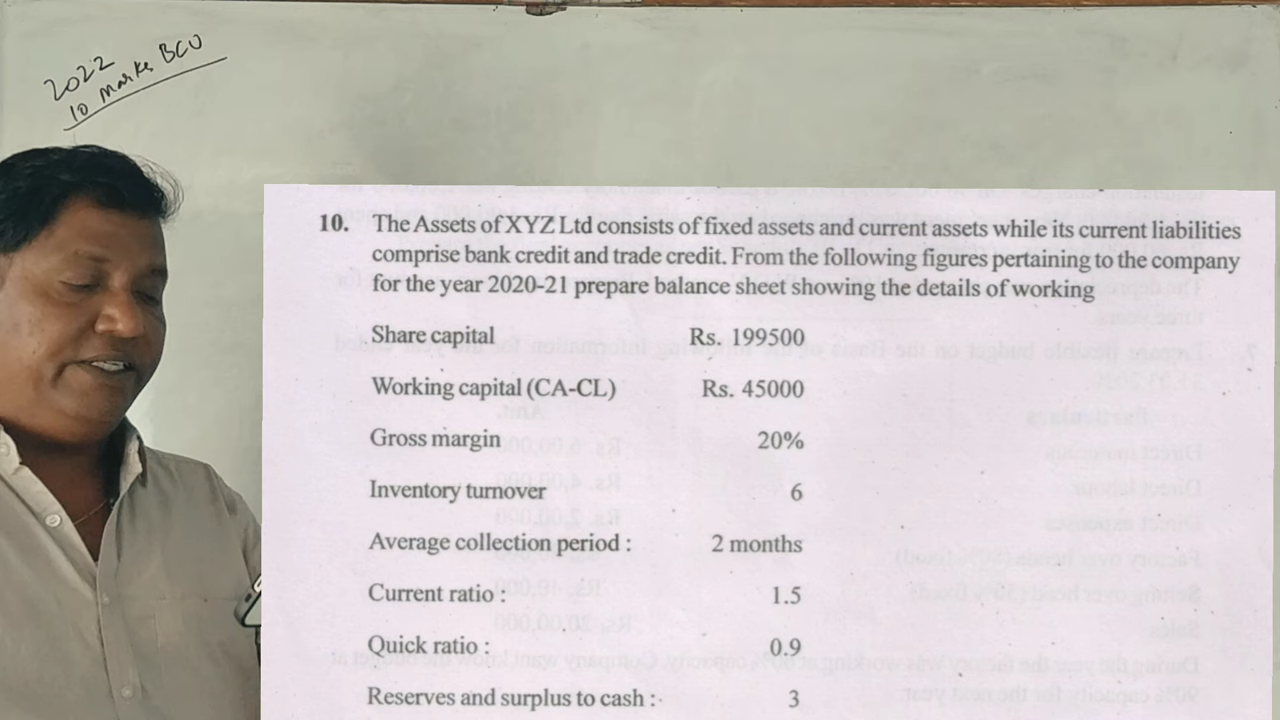 2022
10 Marks BCU
10. The Assets of XYZ Ltd consists of fixed assets and current assets while its current liabilities
comprise bank credit and trade credit. From the following figures pertaining to the company
for the year 2020-21 prepare balance sheet showing the details of working
Share capital Rs. 199500
Working capital (CA-CL) Rs. 45000
Gross margin 20%
Inventory turnover 6
Average collection period : 2 months
Current ratio : 1.5
Quick ratio : 0.9
Reserves and surplus to cash : 3